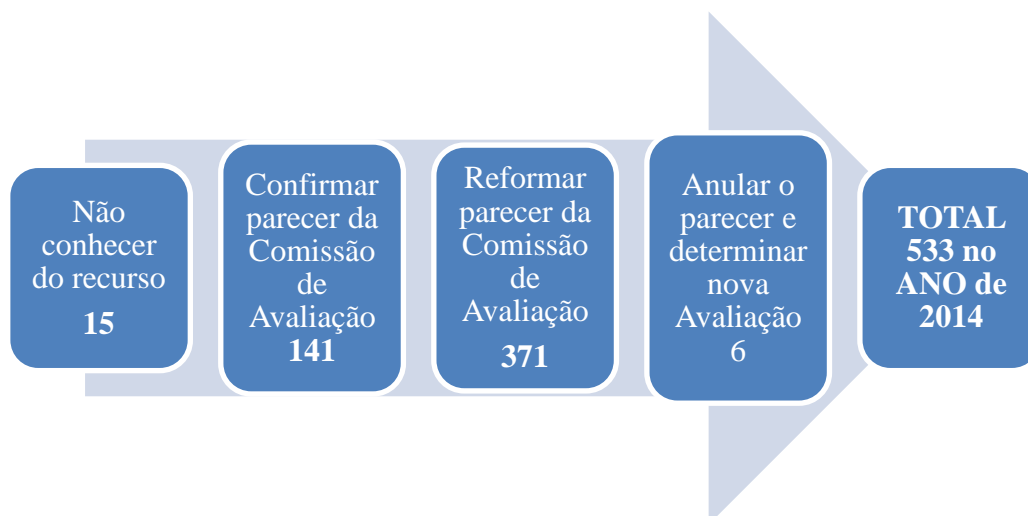 Não
conhecer
do recurso
15
Confirmar
parecer da
Comissão
de
Avaliação
141
Reformar
parecer da
Comissão
de
Avaliação
371
Anular o
parecer e
determinar
nova
Avaliação
6
TOTAL
533 no
ANO de
2014